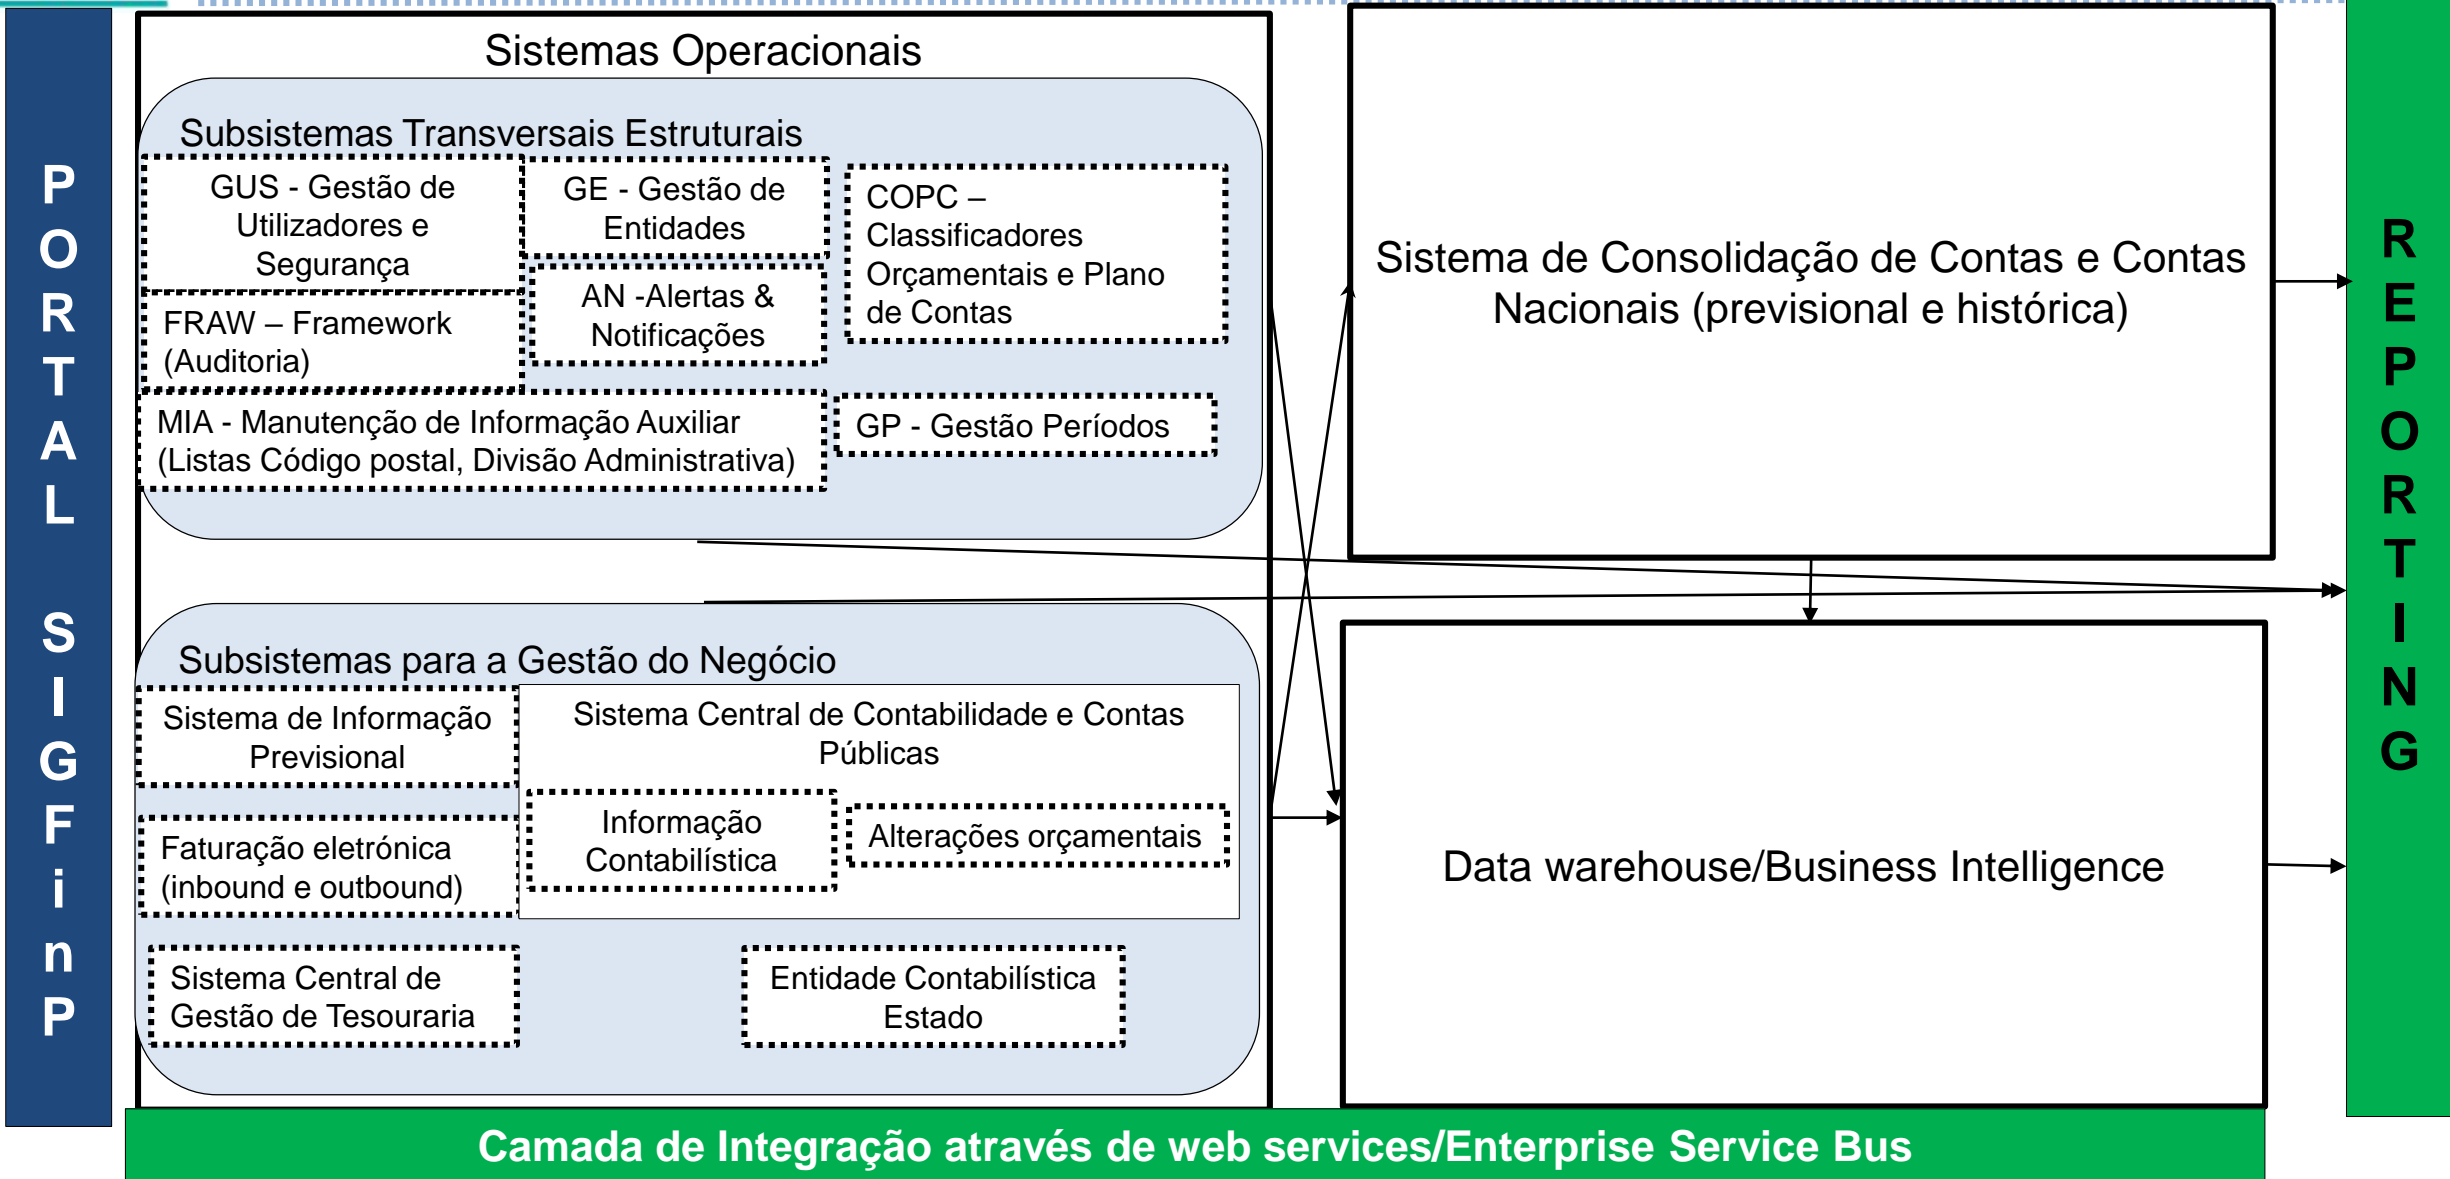 PORTAL SIGFinP
Sistemas Operacionais
Subsistemas Transversais Estruturais
GUS - Gestão de
Utilizadores e
Segurança
GE - Gestão de
Entidades
COPC –
Classificadores
Orçamentais e Plano
de Contas
FRAW – Framework
(Auditoria)
AN -Alertas &
Notificações
MIA - Manutenção de Informação Auxiliar
(Listas Código postal, Divisão Administrativa)
GP - Gestão Períodos
Subsistemas para a Gestão do Negócio
Sistema de Informação
Previsional
Sistema Central de Contabilidade e Contas
Públicas
Informação
Contabilística
Alterações orçamentais
Faturação eletrónica
(inbound e outbound)
Sistema Central de
Gestão de Tesouraria
Entidade Contabilística
Estado
Sistema de Consolidação de Contas e Contas
Nacionais (previsional e histórica)
Data warehouse/Business Intelligence
REPORTING
Camada de Integração através de web services/Enterprise Service Bus